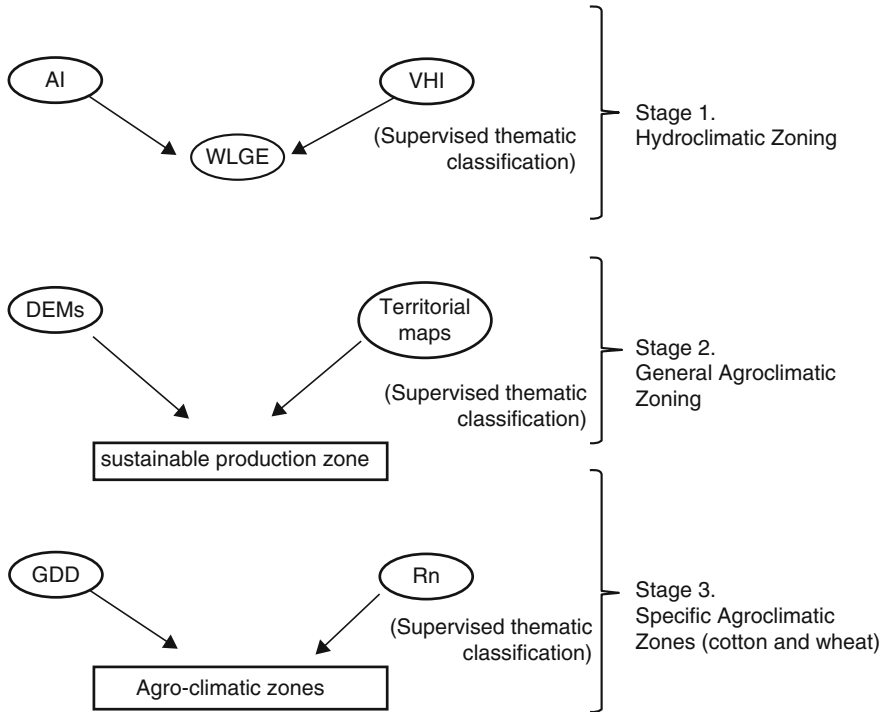 AI
VHI
WLGE
(Supervised thematic
classification)
Stage 1.
Hydroclimatic Zoning
DEMs
Territorial
maps
(Supervised thematic
classification)
sustainable production zone
Stage 2.
General Agroclimatic
Zoning
GDD
Rn
(Supervised thematic
classification)
Agro-climatic zones
Stage 3.
Specific Agroclimatic
Zones (cotton and wheat)